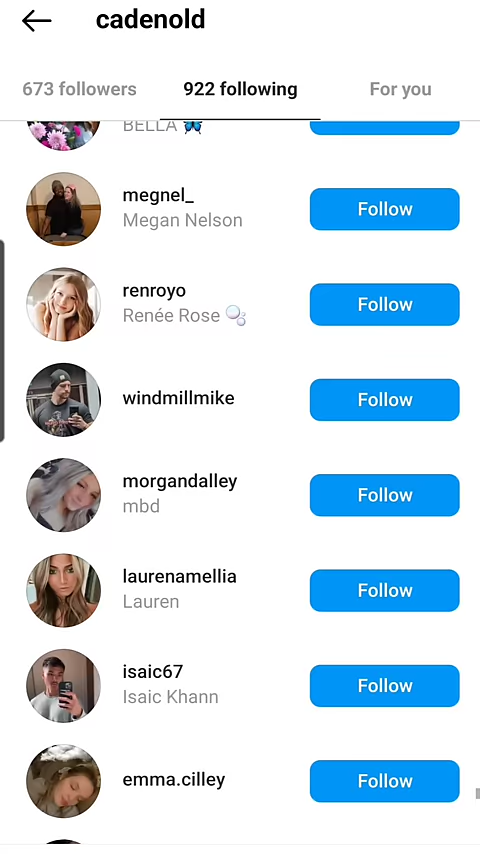 cadenold
673 followers
922 following
For you
BELLA 🦋
megnel_
Megan Nelson
Follow
renroyo
Renée Rose 🫧
Follow
windmillmike
Follow
morgandalley
mbd
Follow
laurenamellia
Lauren
Follow
isaic67
Isaic Khann
Follow
emma.cilley
Follow